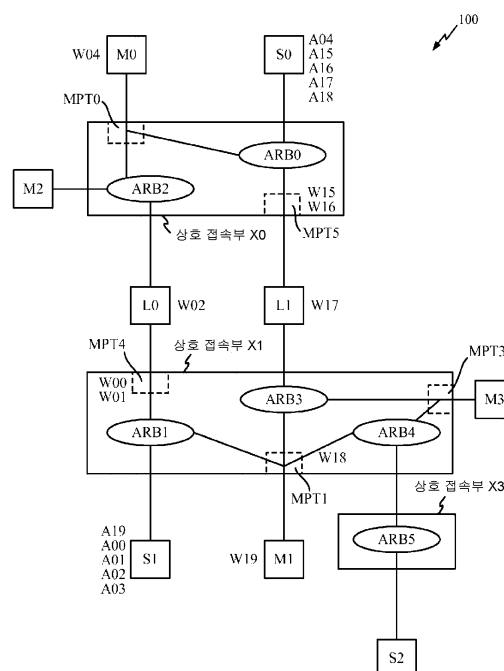 100
W04
M0
S0
A04
A15
A16
A17
A18
MPT0
ARB0
M2
ARB2
W15
W16
상호 접속부 X0
MPT5
L0
W02
L1
W17
MPT4
상호 접속부 X1
MPT3
W00
W01
ARB3
M3
ARB1
ARB4
W18
MPT1
상호 접속부 X3
A19
A00
A01
A02
A03
S1
W19
M1
ARB5
S2